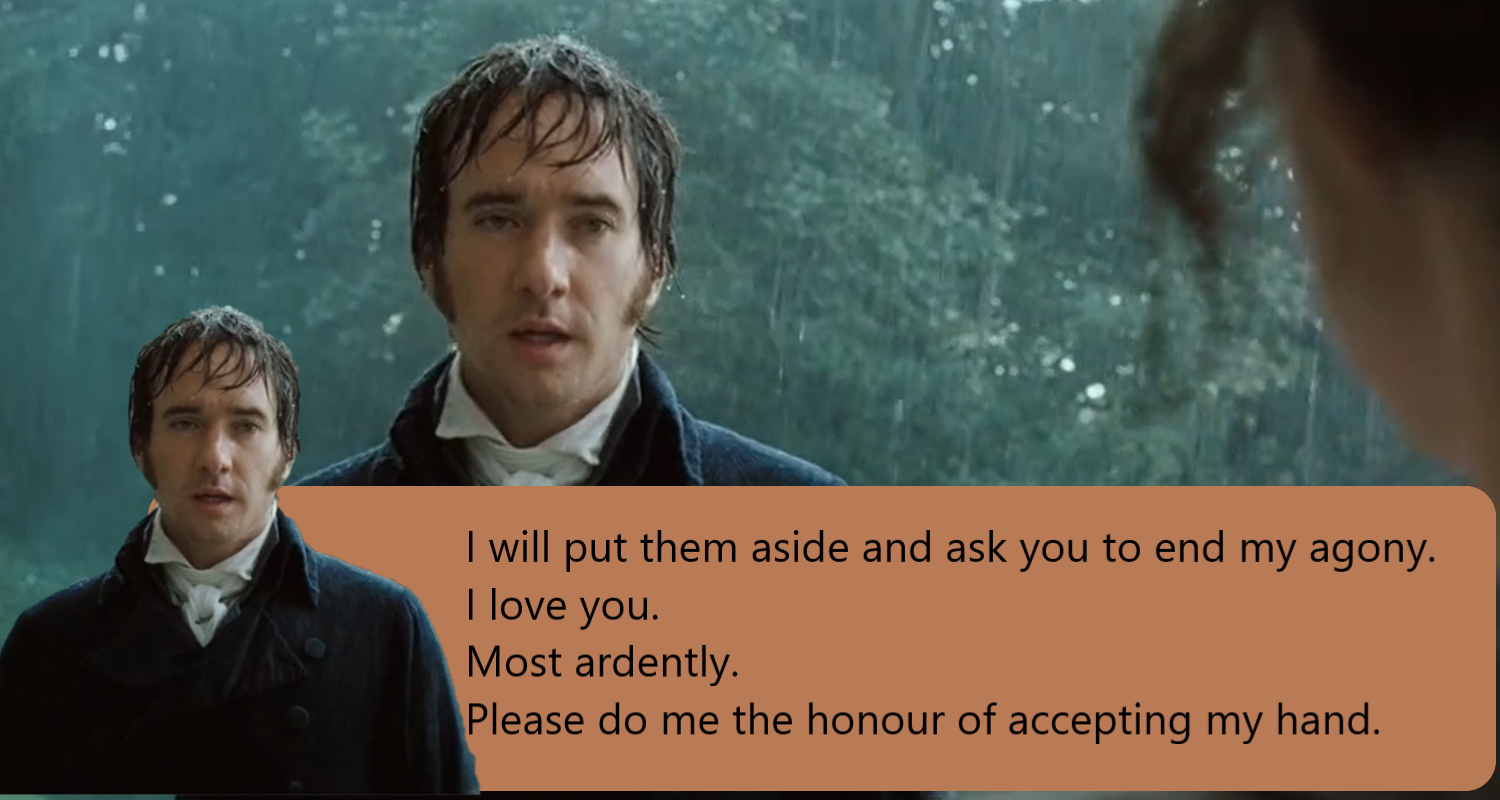 I will put them aside and ask you to end my agony.
I love you.
Most ardently.
Please do me the honour of accepting my hand.